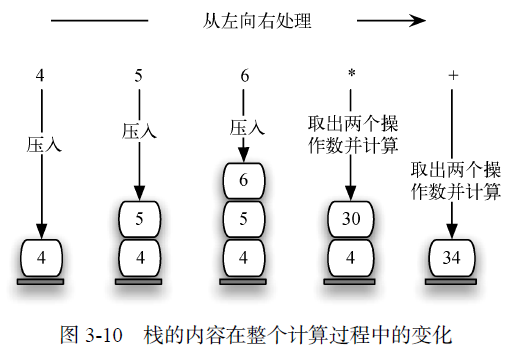 从左向右处理
4 5 6 * +
压入
压入
压入
取出两个操
作数并计算
取出两个操
作数并计算
6
5 5 30
4 4 4 4 34
图 3-10 栈的内容在整个计算过程中的变化